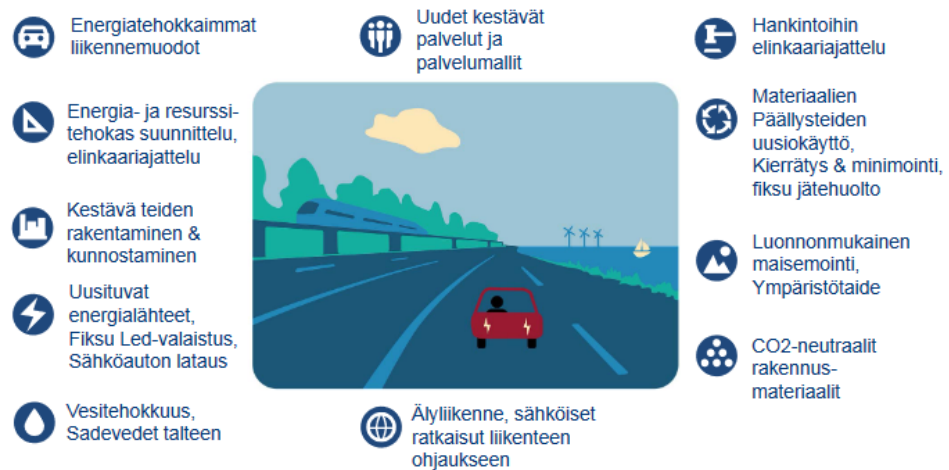 Energiatehokkaimmat
liikennemuodot
Energia- ja resurssi-
tehokas suunnittelu,
elinkaariajattelu
Kestävä teiden
rakentaminen &
kunnostaminen
Uusituvat
energialähteet,
Fiksu Led-valaistus,
Sähköauton lataus
Vesitehokkuus,
Sadevedet talteen
Uudet kestävät
palvelut ja
palvelumallit
Älyliikenne, sähköiset
ratkaisut liikenteen
ohjaukseen
Hankintoihin
elinkaariajattelu
Materiaalien
Päällysteiden
uusiokäyttö,
Kierrätys & minimointi,
fiksu jätehuolto
Luonnonmukainen
maisemointi,
Ympäristötaide
CO2-neutraalit
rakennus-
materiaalit